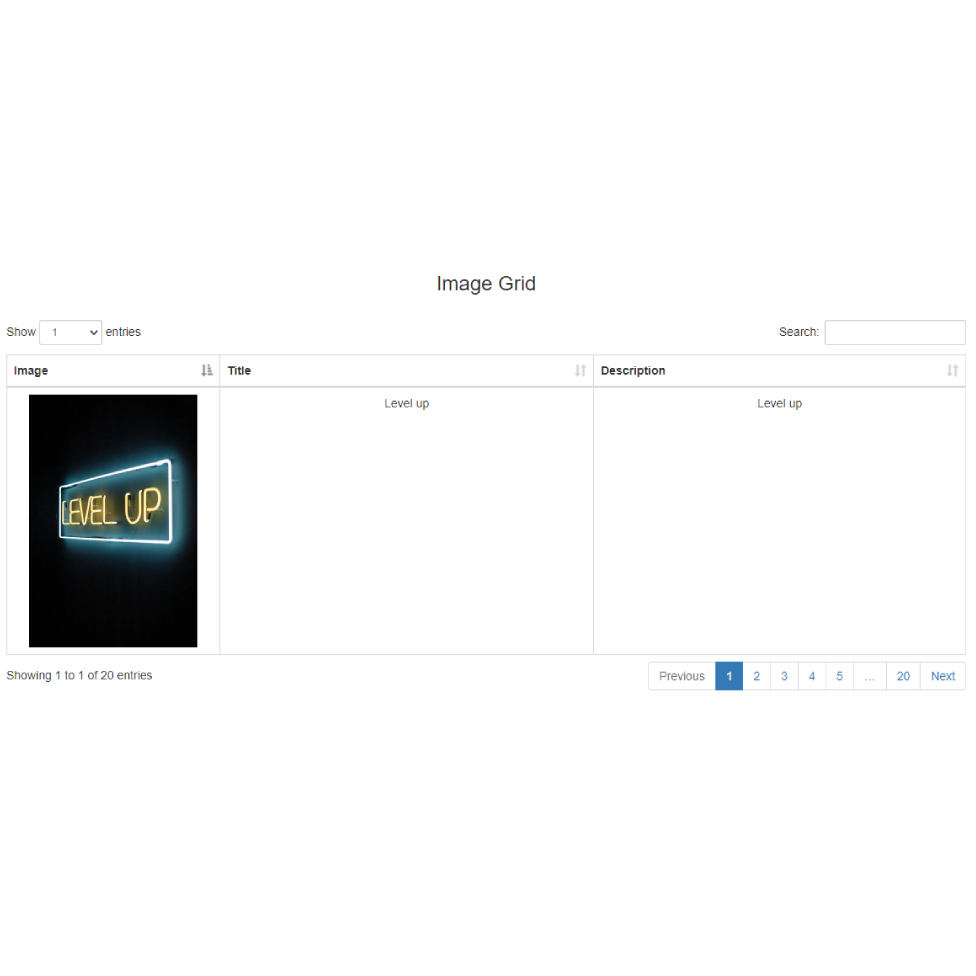 Image Grid
Show 1 entries Search:
Image Title Description
Level up Level up
LEVEL UP
Showing 1 to 1 of 20 entries Previous 1 2 3 4 5 ... 20 Next